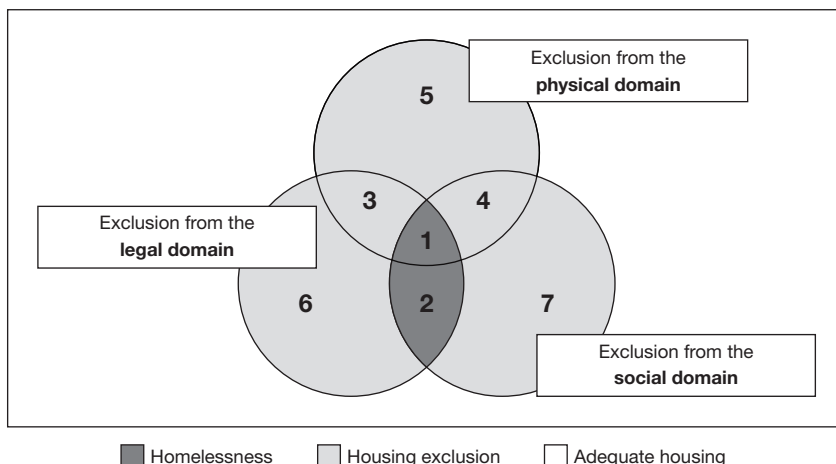 Exclusion from the
physical domain
5
3
4
Exclusion from the
legal domain
1
6
2
7
Exclusion from the
social domain
Homelessness
Housing exclusion
Adequate housing